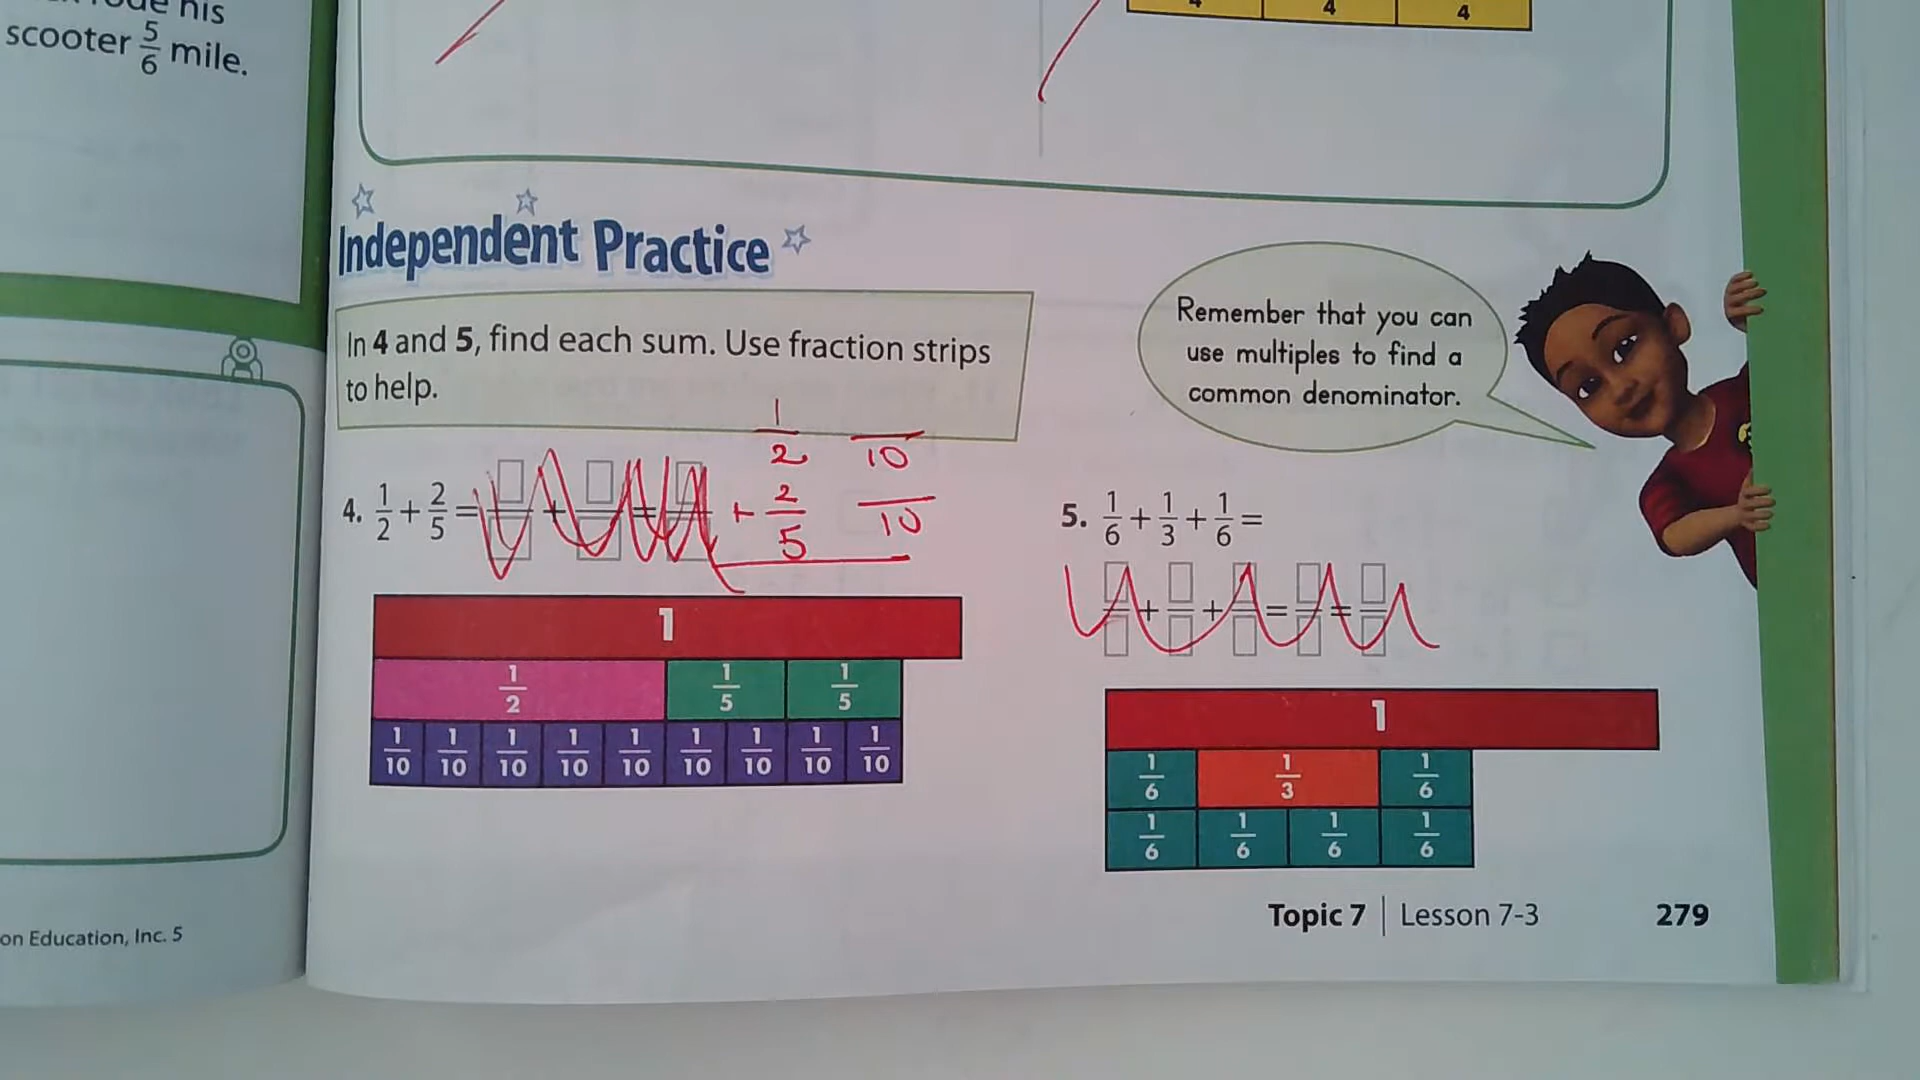 his
scooter 5/6 mile.
4 4 4
Independent Practice
In 4 and 5, find each sum. Use fraction strips
to help.
Remember that you can
use multiples to find a
common denominator.
4. 1/2 + 2/5 = + =
1/2 /10
+ 2/5 /10
5. 1/6 + 1/3 + 1/6 =
+ + = =
1
1/2 1/5 1/5
1/10 1/10 1/10 1/10 1/10 1/10 1/10 1/10 1/10
1
1/6 1/3 1/6
1/6 1/6 1/6 1/6
on Education, Inc. 5
Topic 7 | Lesson 7-3 279